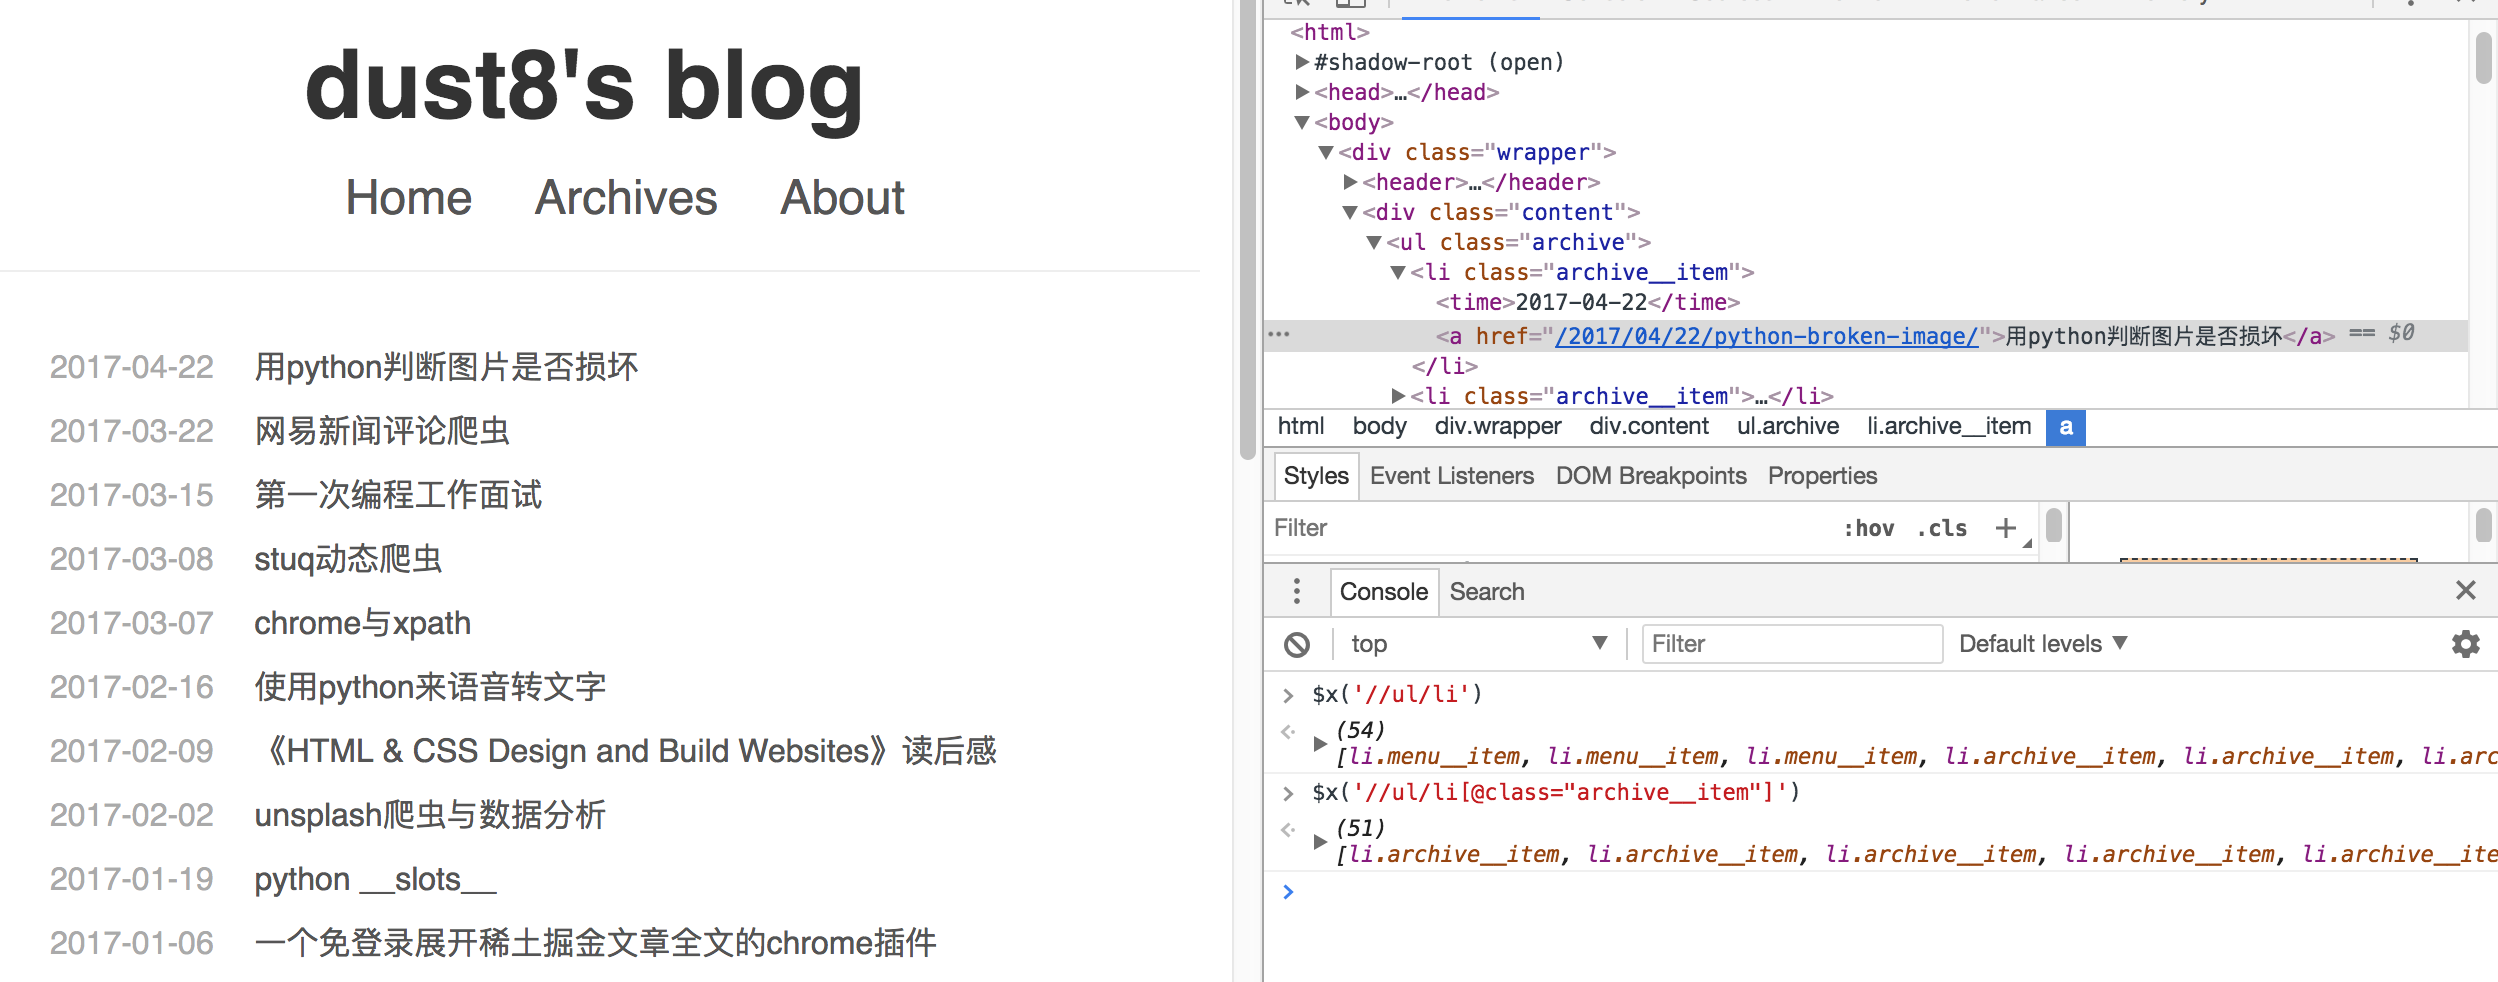 dust8's blog
Home Archives About
2017-04-22 用python判断图片是否损坏
2017-03-22 网易新闻评论爬虫
2017-03-15 第一次编程工作面试
2017-03-08 stuq动态爬虫
2017-03-07 chrome与xpath
2017-02-16 使用python来语音转文字
2017-02-09 《HTML & CSS Design and Build Websites》读后感
2017-02-02 unsplash爬虫与数据分析
2017-01-19 python __slots__
2017-01-06 一个免登录展开稀土掘金文章全文的chrome插件
<html>
#shadow-root (open)
<head>…</head>
<body>
<div class="wrapper">
<header>…</header>
<div class="content">
<ul class="archive">
<li class="archive__item">
<time>2017-04-22</time>
<a href="/2017/04/22/python-broken-image/">用python判断图片是否损坏</a> == $0
</li>
<li class="archive__item">…</li>
html body div.wrapper div.content ul.archive li.archive__item a
Styles Event Listeners DOM Breakpoints Properties
Filter :hov .cls +
Console Search
top Filter Default levels
$x('//ul/li')
(54)
[li.menu__item, li.menu__item, li.menu__item, li.archive__item, li.archive__item, li.arc
$x('//ul/li[@class="archive__item"]')
(51)
[li.archive__item, li.archive__item, li.archive__item, li.archive__item, li.archive__ite